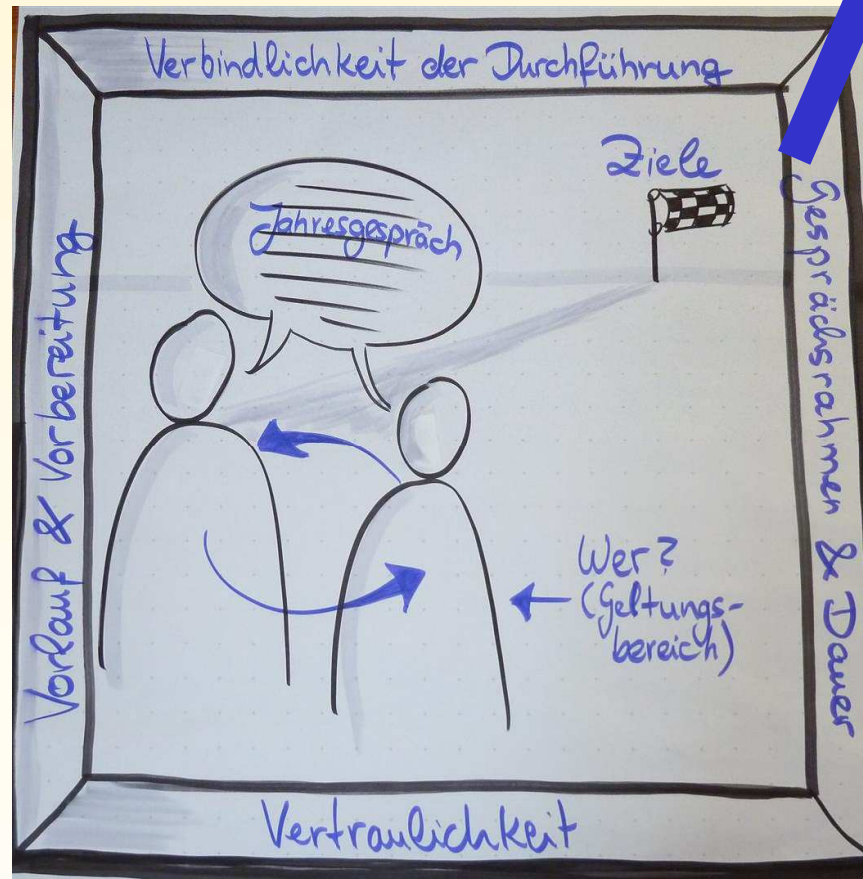 Verbindlichkeit der Durchführung
Ziele
Jahresgespräch
Vorlauf & Vorbereitung
Gesprächsrahmen & Dauer
Wer?
(Geltungs-
bereich)
Vertraulichkeit